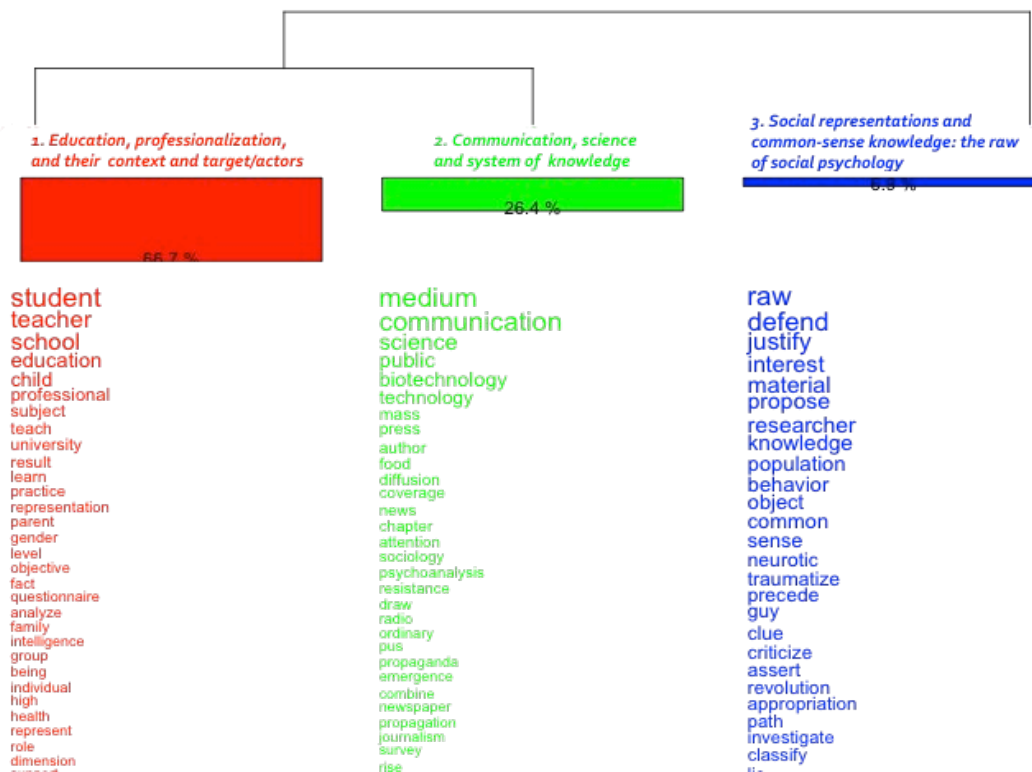 1. Education, professionalization,
and their context and target/actors
66.7 %
student
teacher
school
education
child
professional
subject
teach
university
result
learn
practice
representation
parent
gender
level
objective
fact
questionnaire
analyze
family
intelligence
group
being
individual
high
health
represent
role
dimension
2. Communication, science
and system of knowledge
26.4 %
medium
communication
science
public
biotechnology
technology
mass
press
author
food
diffusion
coverage
news
chapter
attention
sociology
psychoanalysis
resistance
draw
radio
ordinary
pus
propaganda
emergence
combine
newspaper
propagation
journalism
survey
rise
3. Social representations and
common-sense knowledge: the raw
of social psychology
raw
defend
justify
interest
material
propose
researcher
knowledge
population
behavior
object
common
sense
neurotic
traumatize
precede
guy
clue
criticize
assert
revolution
appropriation
path
investigate
classify